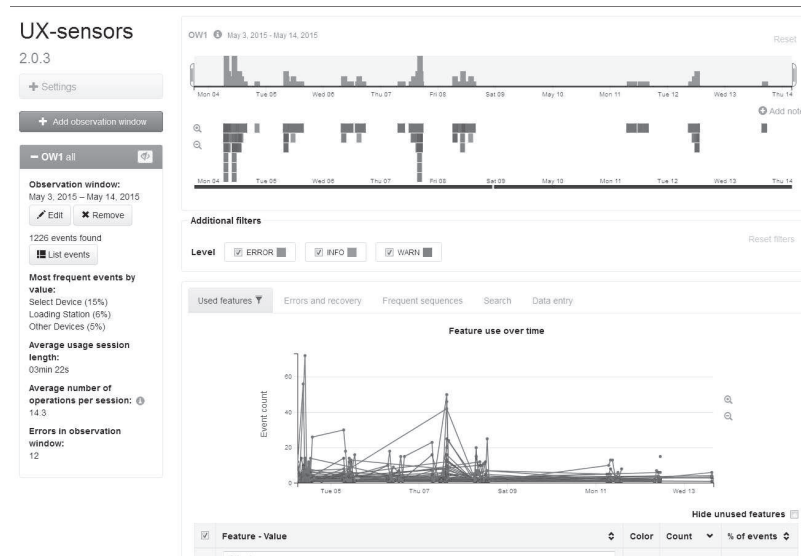 UX-sensors
2.0.3
Settings
Add observation window
OW1 all
Observation window:
May 3, 2015 – May 14, 2015
Edit
Remove
1226 events found
List events
Most frequent events by
value:
Select Device (15%)
Loading Station (6%)
Other Devices (5%)
Average usage session
length:
03min 22s
Average number of
operations per session:
14.3
Errors in observation
window:
12
OW1 May 3, 2015 - May 14, 2015
Reset
Mon 04 Tue 05 Wed 06 Thu 07 Fri 08 Sat 09 May 10 Mon 11 Tue 12 Wed 13 Thu 14
Add note
Mon 04 Tue 05 Wed 06 Thu 07 Fri 08 Sat 09 May 10 Mon 11 Tue 12 Wed 13 Thu 14
Additional filters
Reset filters
Level ERROR INFO WARN
Used features Errors and recovery Frequent sequences Search Data entry
Feature use over time
Event count
60
40
20
0
Tue 05 Thu 07 Sat 09 Mon 11 Wed 13
Hide unused features
Feature - Value Color Count % of events